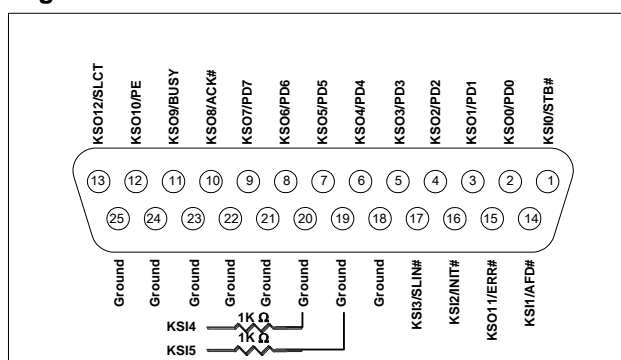 KSO12/SLCT
KSO10/PE
KSO9/BUSY
KSO8/ACK#
KSO7/PD7
KSO6/PD6
KSO5/PD5
KSO4/PD4
KSO3/PD3
KSO2/PD2
KSO1/PD1
KSO0/PD0
KSI0/STB#
13 12 11 10 9 8 7 6 5 4 3 2 1
25 24 23 22 21 20 19 18 17 16 15 14
Ground
Ground
Ground
Ground
Ground
Ground
Ground
Ground
KSI3/SLIN#
KSI2/INIT#
KSO11/ERR#
KSI1/AFD#
KSI4 1K Ω
KSI5 1K Ω